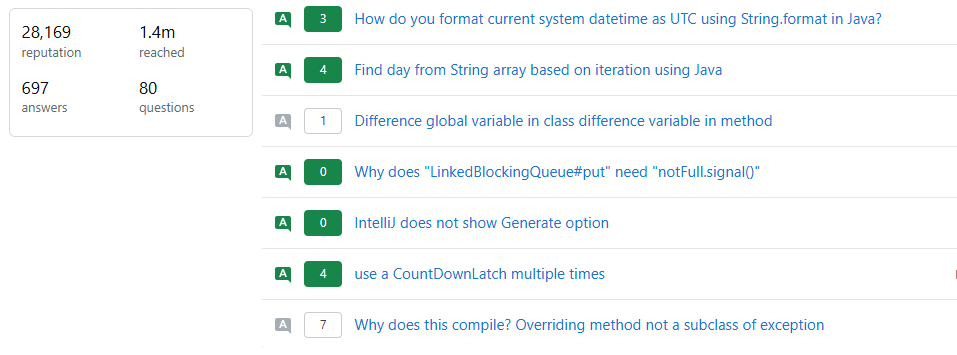 28,169 1.4m
reputation reached
697 80
answers questions
A 3 How do you format current system datetime as UTC using String.format in Java?
A 4 Find day from String array based on iteration using Java
A 1 Difference global variable in class difference variable in method
A 0 Why does "LinkedBlockingQueue#put" need "notFull.signal()"
A 0 IntelliJ does not show Generate option
A 4 use a CountDownLatch multiple times
A 7 Why does this compile? Overriding method not a subclass of exception